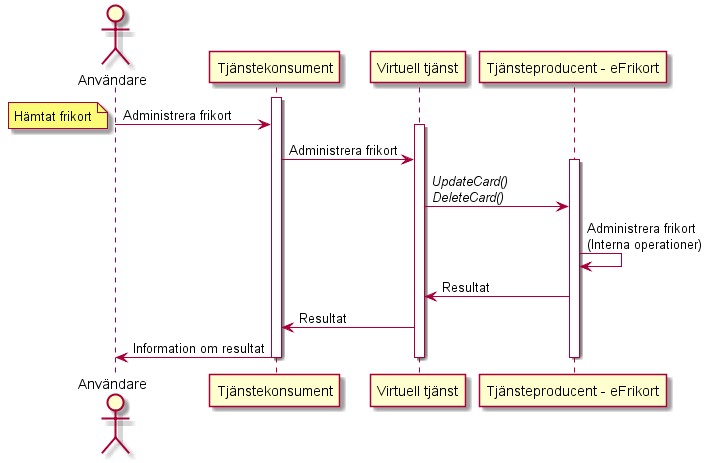 Användare
Tjänstekonsument
Virtuell tjänst
Tjänsteproducent - eFrikort
Hämtat frikort
Administrera frikort
Administrera frikort
UpdateCard()
DeleteCard()
Administrera frikort
(Interna operationer)
Resultat
Resultat
Information om resultat
Användare
Tjänstekonsument
Virtuell tjänst
Tjänsteproducent - eFrikort